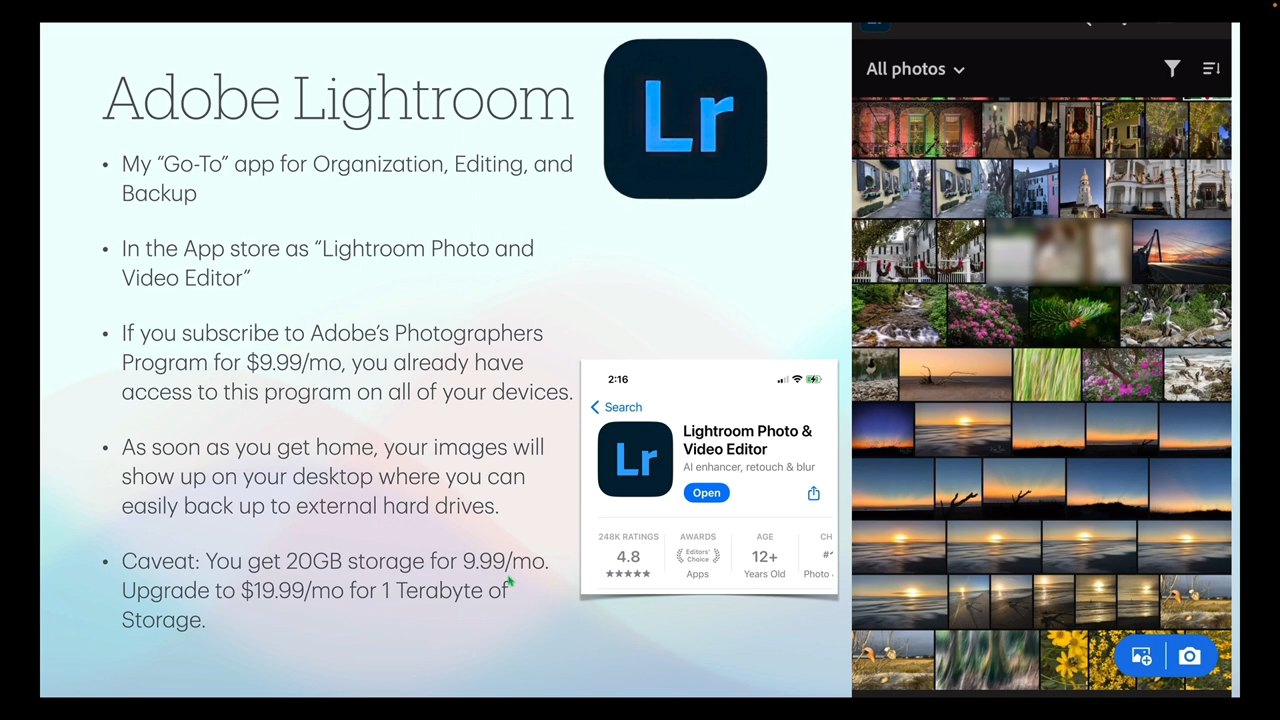 Adobe Lightroom
Lr
• My “Go-To” app for Organization, Editing, and
Backup
• In the App store as “Lightroom Photo and
Video Editor”
• If you subscribe to Adobe’s Photographers
Program for $9.99/mo, you already have
access to this program on all of your devices.
• As soon as you get home, your images will
show up on your desktop where you can
easily back up to external hard drives.
• Caveat: You get 20GB storage for 9.99/mo.
Upgrade to $19.99/mo for 1 Terabyte of
Storage.
2:16
Search
Lr
Lightroom Photo &
Video Editor
AI enhancer, retouch & blur
Open
248K RATINGS
4.8
★★★★★
AWARDS
Editors’
Choice
Apps
AGE
12+
Years Old
CH
Photo
All photos